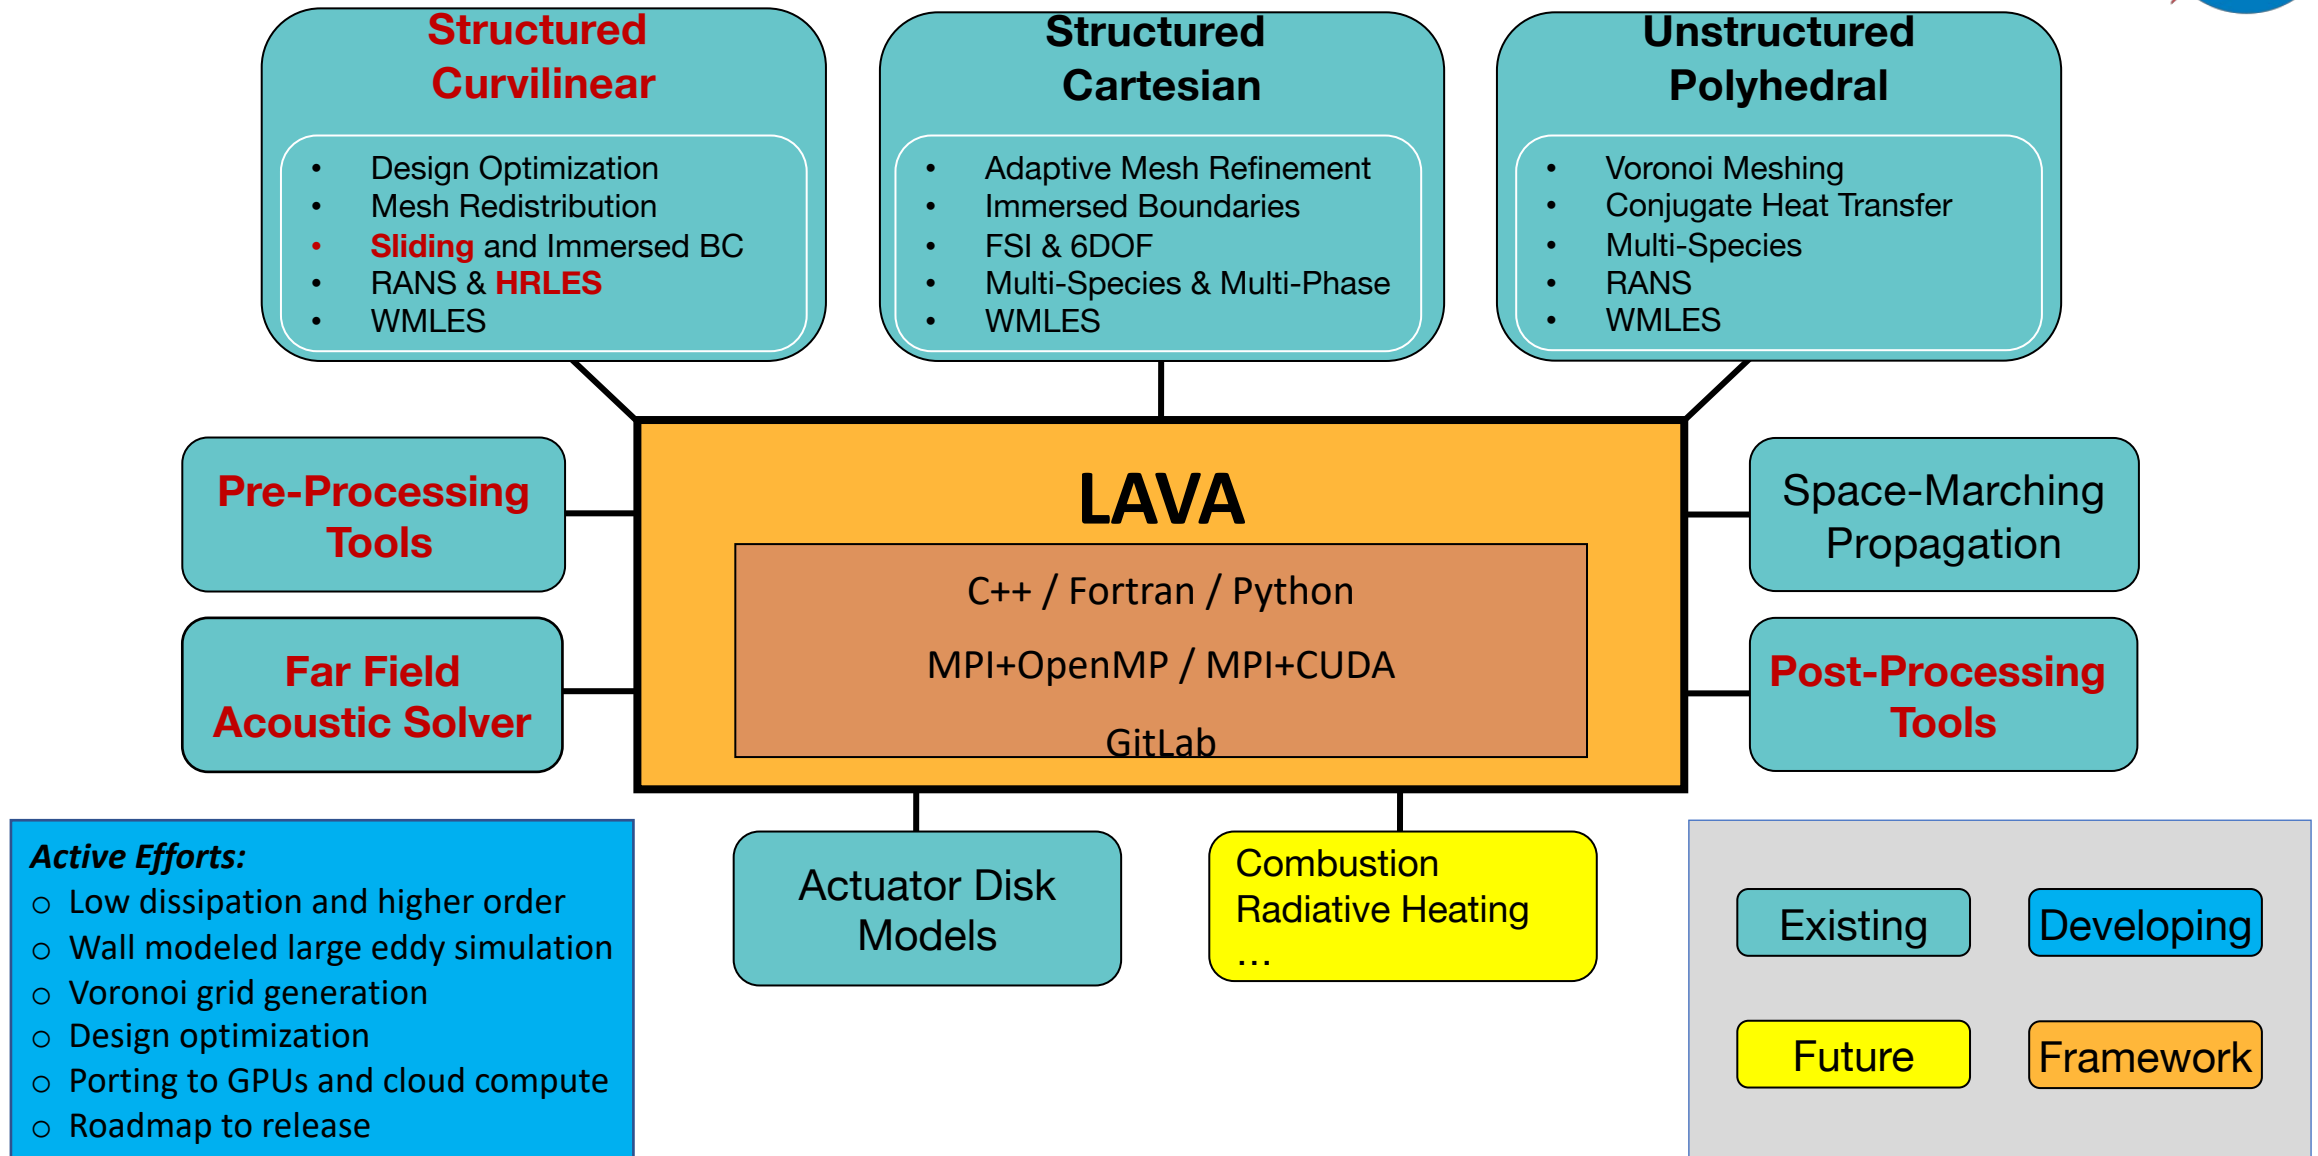 Structured
Curvilinear
• Design Optimization
• Mesh Redistribution
• Sliding and Immersed BC
• RANS & HRLES
• WMLES
Structured
Cartesian
• Adaptive Mesh Refinement
• Immersed Boundaries
• FSI & 6DOF
• Multi-Species & Multi-Phase
• WMLES
Unstructured
Polyhedral
• Voronoi Meshing
• Conjugate Heat Transfer
• Multi-Species
• RANS
• WMLES
Pre-Processing
Tools
Far Field
Acoustic Solver
LAVA
C++ / Fortran / Python
MPI+OpenMP / MPI+CUDA
GitLab
Space-Marching
Propagation
Post-Processing
Tools
Active Efforts:
o Low dissipation and higher order
o Wall modeled large eddy simulation
o Voronoi grid generation
o Design optimization
o Porting to GPUs and cloud compute
o Roadmap to release
Actuator Disk
Models
Combustion
Radiative Heating
…
Existing
Developing
Future
Framework